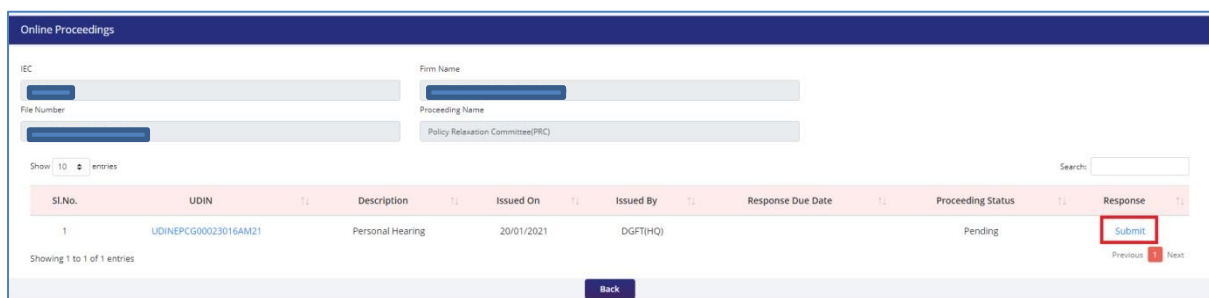 Online Proceedings
IEC Firm Name
File Number Proceeding Name
Policy Relaxation Committee(PRC)
Show 10 entries Search:
Sl.No. UDIN Description Issued On Issued By Response Due Date Proceeding Status Response
1 UDINEPCG00023016AM21 Personal Hearing 20/01/2021 DGFT(HQ) Pending Submit
Showing 1 to 1 of 1 entries Previous 1 Next
Back